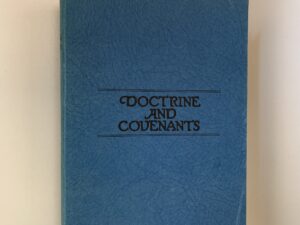 DOCTRINE
AND
COVENANTS